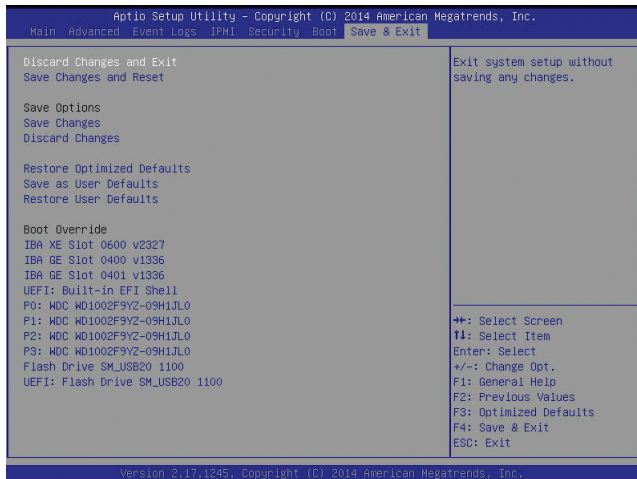 Aptio Setup Utility – Copyright (C) 2014 American Megatrends, Inc.
Main Advanced Event Logs IPMI Security Boot Save & Exit
Discard Changes and Exit
Save Changes and Reset
Save Options
Save Changes
Discard Changes
Restore Optimized Defaults
Save as User Defaults
Restore User Defaults
Boot Override
IBA XE Slot 0600 v2327
IBA GE Slot 0400 v1336
IBA GE Slot 0401 v1336
UEFI: Built-in EFI Shell
P0: WDC WD1002F9YZ-09H1JL0
P1: WDC WD1002F9YZ-09H1JL0
P2: WDC WD1002F9YZ-09H1JL0
P3: WDC WD1002F9YZ-09H1JL0
Flash Drive SM_USB20 1100
UEFI: Flash Drive SM_USB20 1100
Exit system setup without
saving any changes.
→←: Select Screen
↑↓: Select Item
Enter: Select
+/-: Change Opt.
F1: General Help
F2: Previous Values
F3: Optimized Defaults
F4: Save & Exit
ESC: Exit
Version 2.17.1245. Copyright (C) 2014 American Megatrends, Inc.